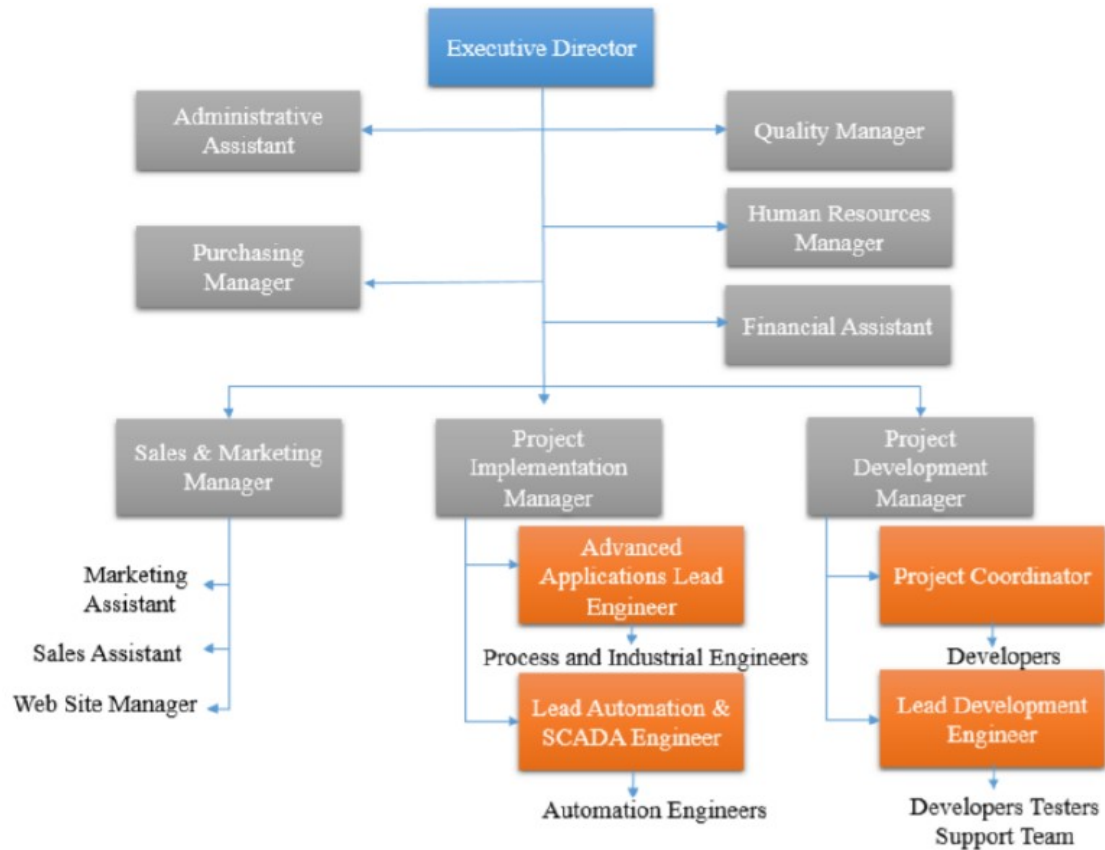 Executive Director
Administrative
Assistant
Quality Manager
Human Resources
Manager
Purchasing
Manager
Financial Assistant
Sales & Marketing
Manager
Project
Implementation
Manager
Project
Development
Manager
Marketing
Assistant
Sales Assistant
Web Site Manager
Advanced
Applications Lead
Engineer
Process and Industrial Engineers
Lead Automation &
SCADA Engineer
Automation Engineers
Project Coordinator
Developers
Lead Development
Engineer
Developers Testers
Support Team